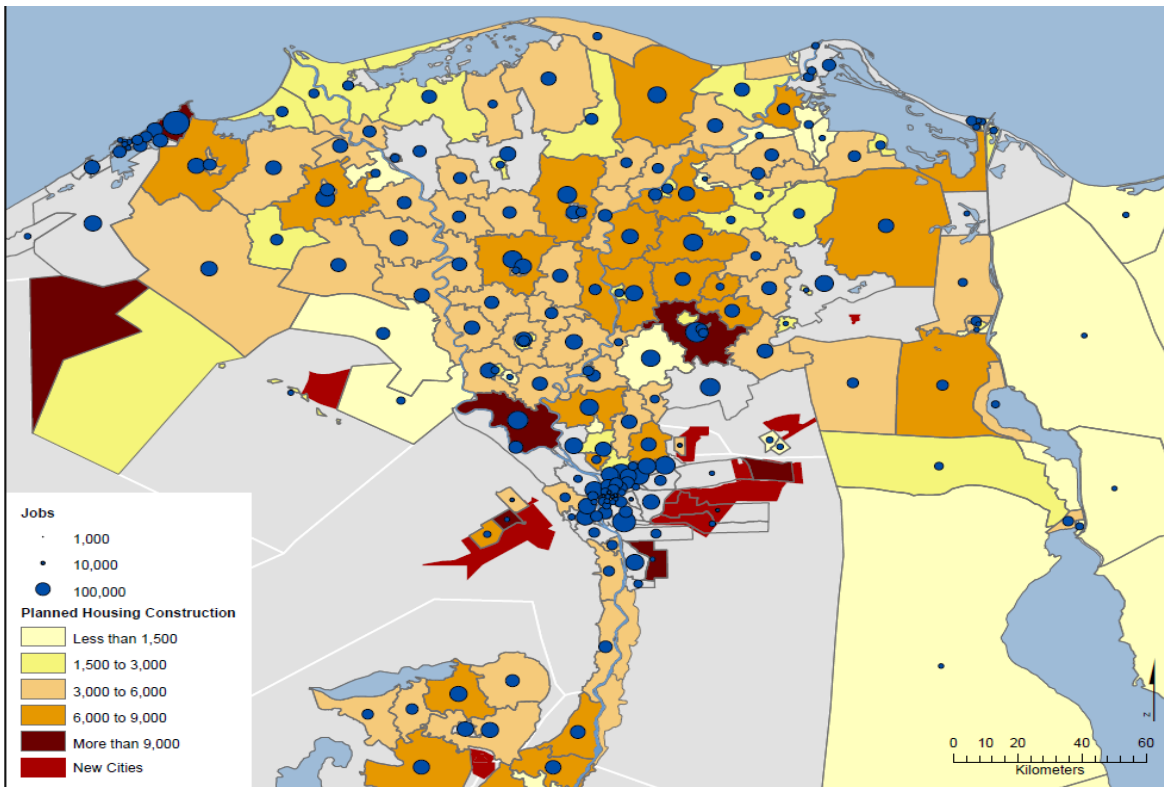 Jobs
1,000
10,000
100,000
Planned Housing Construction
Less than 1,500
1,500 to 3,000
3,000 to 6,000
6,000 to 9,000
More than 9,000
New Cities
z
0 10 20 30 40 60
Kilometers